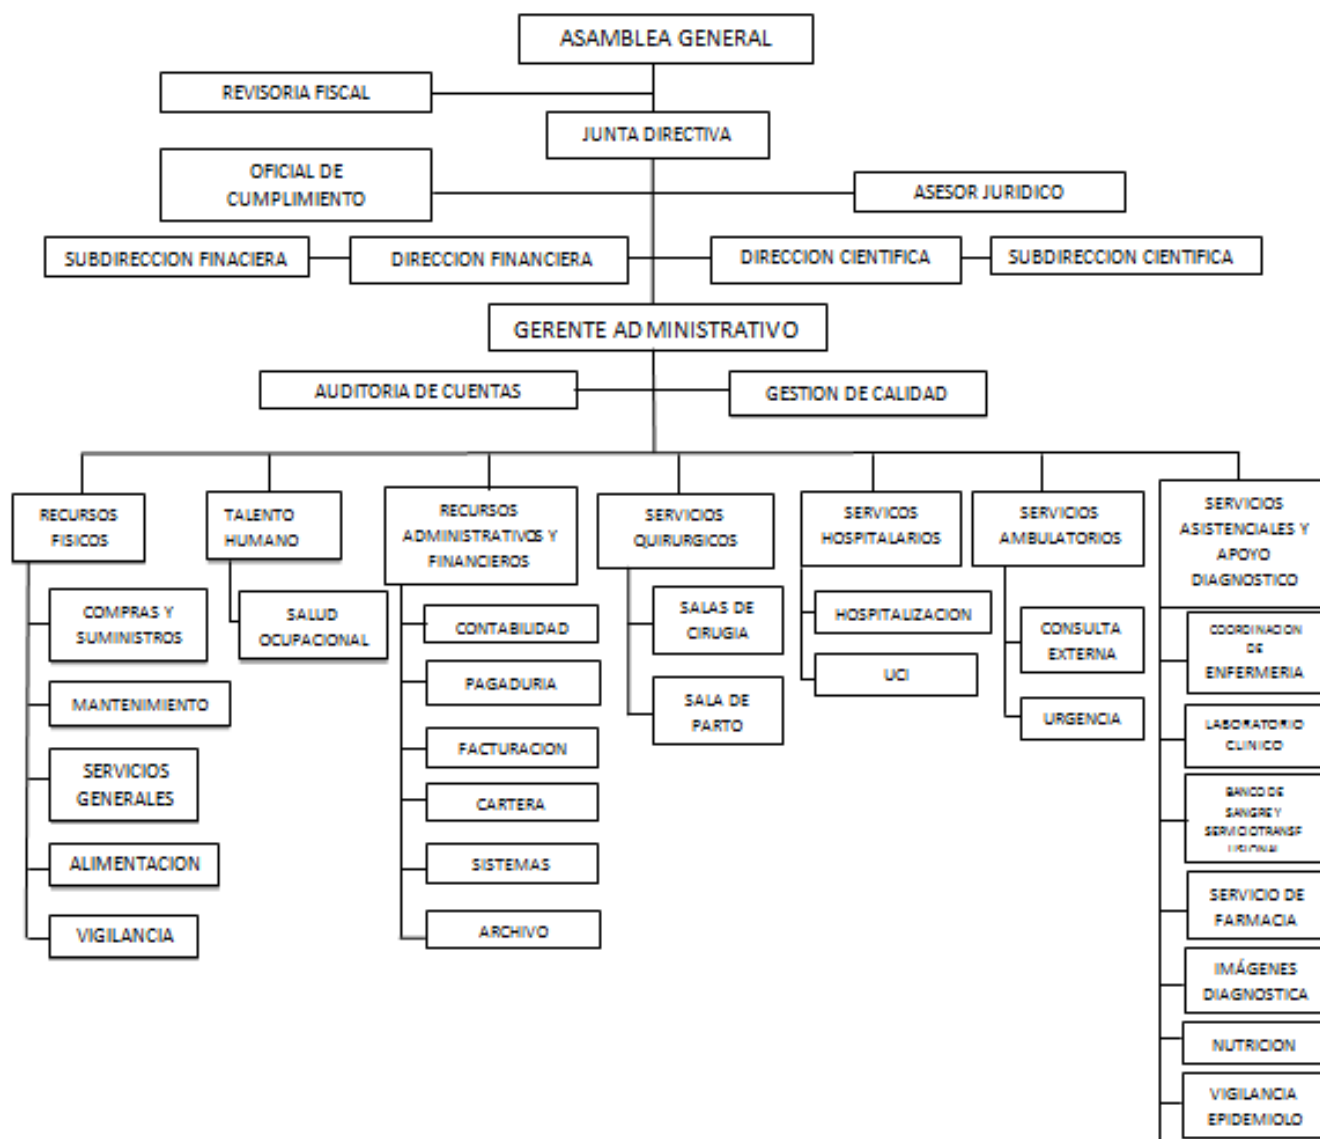 ASAMBLEA GENERAL
REVISORIA FISCAL
JUNTA DIRECTIVA
OFICIAL DE
CUMPLIMIENTO
ASESOR JURIDICO
SUBDIRECCION FINACIERA
DIRECCION FINANCIERA
DIRECCION CIENTIFICA
SUBDIRECCION CIENTIFICA
GERENTE ADMINISTRATIVO
AUDITORIA DE CUENTAS
GESTION DE CALIDAD
RECURSOS
FISICOS
COMPRAS Y
SUMINISTROS
MANTENIMIENTO
SERVICIOS
GENERALES
ALIMENTACION
VIGILANCIA
TALENTO
HUMANO
SALUD
OCUPACIONAL
RECURSOS
ADMINISTRATIVOS Y
FINANCIEROS
CONTABILIDAD
PAGADURIA
FACTURACION
CARTERA
SISTEMAS
ARCHIVO
SERVICIOS
QUIRURGICOS
SALAS DE
CIRUGIA
SALA DE
PARTO
SERVICOS
HOSPITALARIOS
HOSPITALIZACION
UCI
SERVICIOS
AMBULATORIOS
CONSULTA
EXTERNA
URGENCIA
SERVICIOS
ASISTENCIALES Y
APOYO
DIAGNOSTICO
COORDINACION
DE
ENFERMERIA
LABORATORIO
CLINICO
BANCO DE
SANGRE Y
SERVICIOTRANSF
USIONAL
SERVICIO DE
FARMACIA
IMÁGENES
DIAGNOSTICA
NUTRICION
VIGILANCIA
EPIDEMIOLO